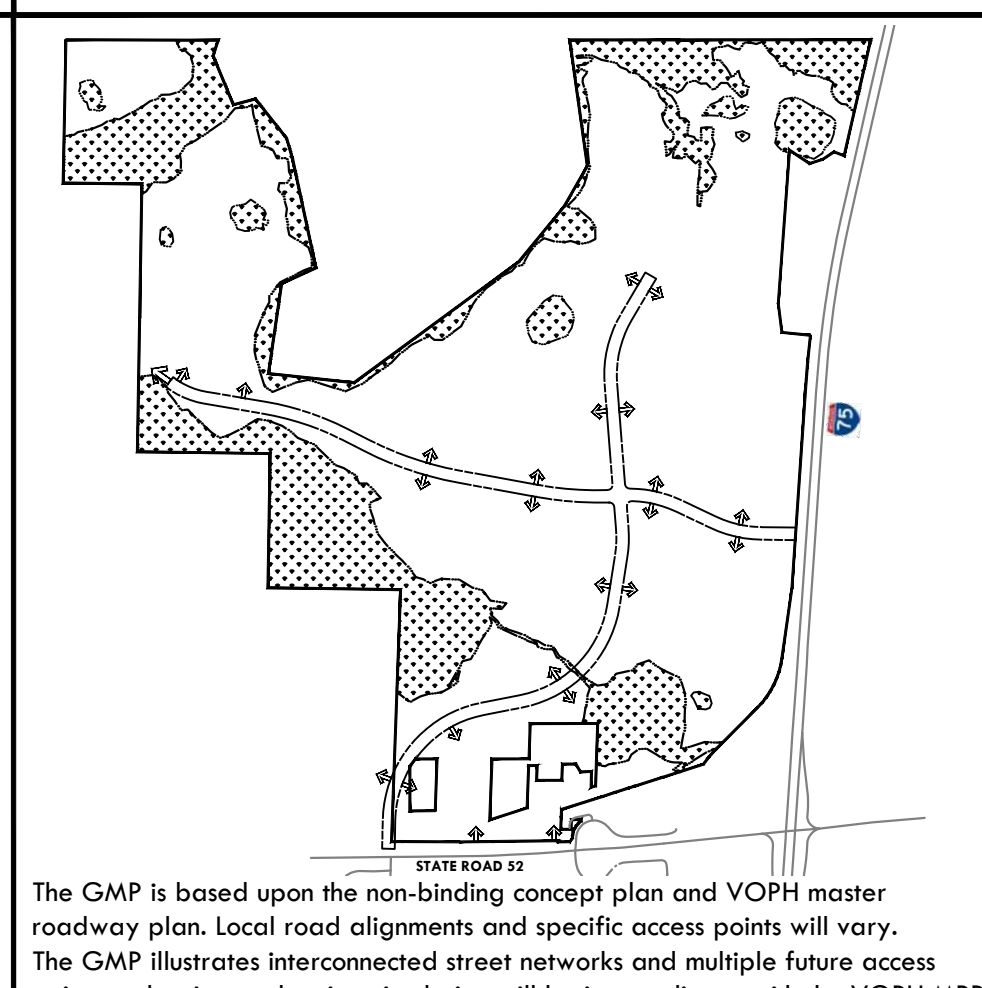 75
STATE ROAD 52
The GMP is based upon the non-binding concept plan and VOPH master
roadway plan. Local road alignments and specific access points will vary.
The GMP illustrates interconnected street networks and multiple future access